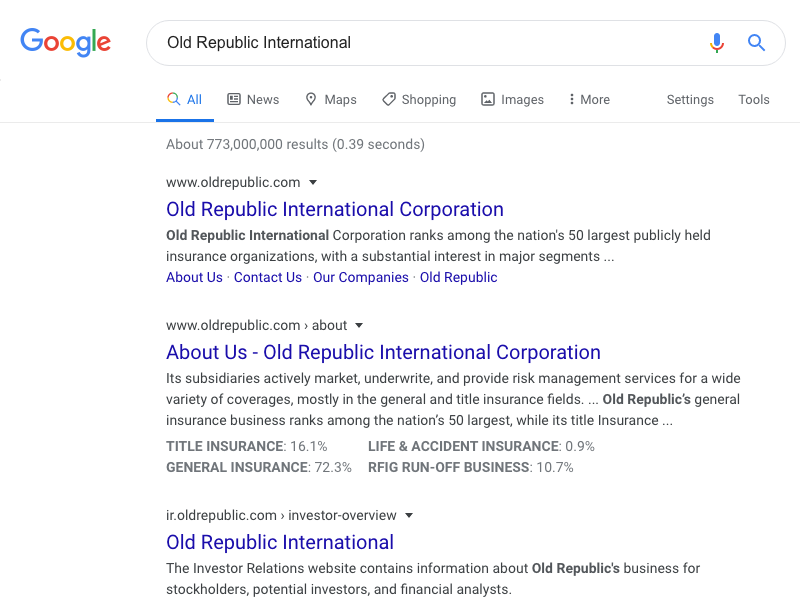 Google
Old Republic International
All News Maps Shopping Images More Settings Tools
About 773,000,000 results (0.39 seconds)
www.oldrepublic.com
Old Republic International Corporation
Old Republic International Corporation ranks among the nation's 50 largest publicly held
insurance organizations, with a substantial interest in major segments ...
About Us · Contact Us · Our Companies · Old Republic
www.oldrepublic.com › about
About Us - Old Republic International Corporation
Its subsidiaries actively market, underwrite, and provide risk management services for a wide
variety of coverages, mostly in the general and title insurance fields. ... Old Republic’s general
insurance business ranks among the nation’s 50 largest, while its title Insurance ...
TITLE INSURANCE: 16.1% LIFE & ACCIDENT INSURANCE: 0.9%
GENERAL INSURANCE: 72.3% RFIG RUN-OFF BUSINESS: 10.7%
ir.oldrepublic.com › investor-overview
Old Republic International
The Investor Relations website contains information about Old Republic's business for
stockholders, potential investors, and financial analysts.